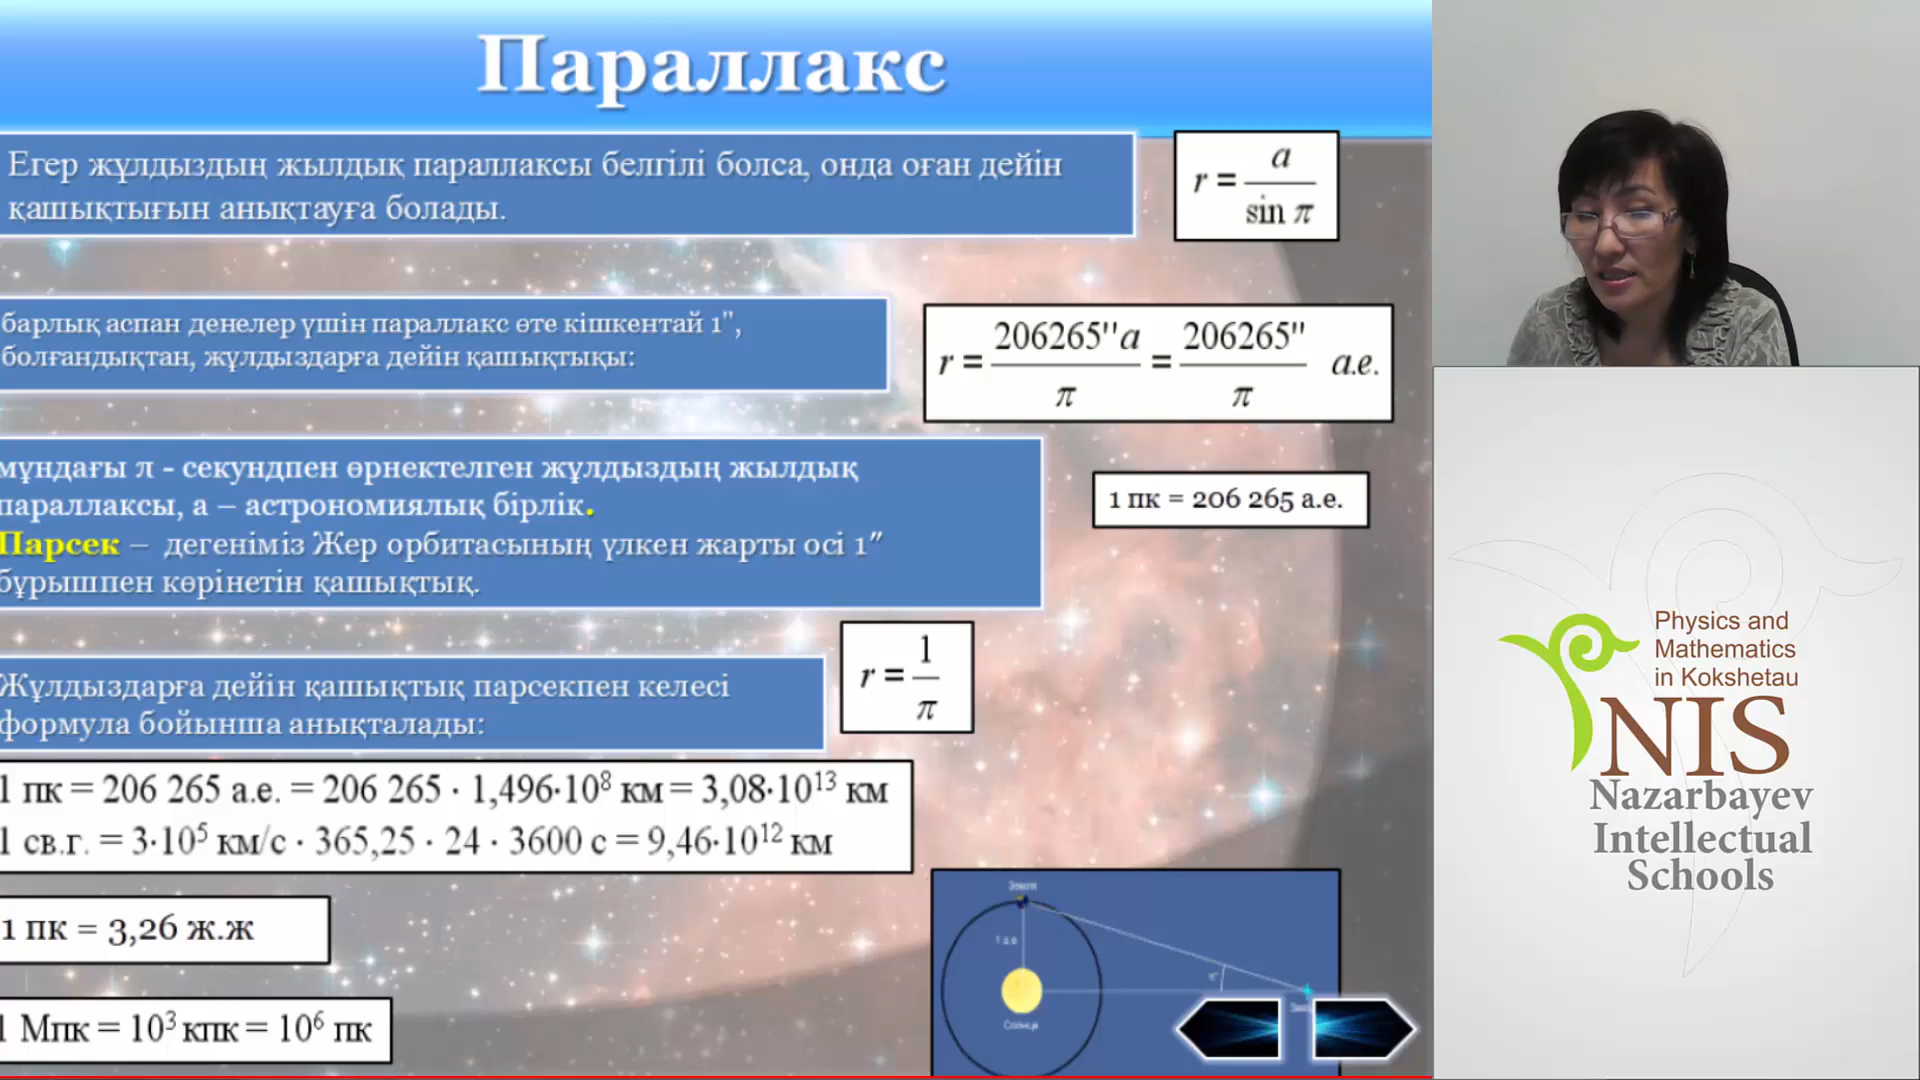 Параллакс
Егер жұлдыздың жылдық параллаксы белгілі болса, онда оған дейін
қашықтығын анықтауға болады.
r = a / sin π
барлық аспан денелер үшін параллакс өте кішкентай 1",
болғандықтан, жұлдыздарға дейін қашықтықы:
r = 206265"a / π = 206265" / π а.е.
мұндағы π - секундпен өрнектелген жұлдыздың жылдық
параллаксы, а – астрономиялық бірлік.
Парсек – дегеніміз Жер орбитасының үлкен жарты осі 1″
бұрышпен көрінетін қашықтық.
1 пк = 206 265 а.е.
Жұлдыздарға дейін қашықтық парсекпен келесі
формула бойынша анықталады:
r = 1 / π
1 пк = 206 265 а.е. = 206 265 · 1,496·10⁸ км = 3,08·10¹³ км
1 св.г. = 3·10⁵ км/с · 365,25 · 24 · 3600 с = 9,46·10¹² км
1 пк = 3,26 ж.ж
1 Мпк = 10³ кпк = 10⁶ пк
Земля
1 а.е
Солнце
Physics and
Mathematics
in Kokshetau
NIS
Nazarbayev
Intellectual
Schools